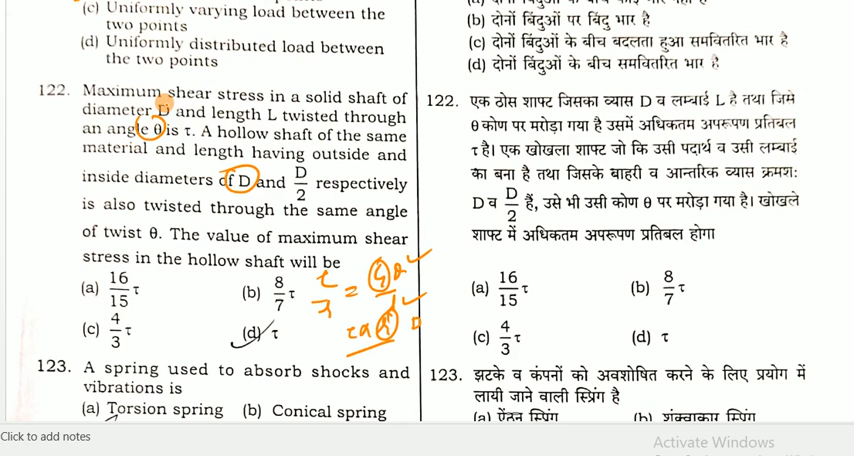 (c) Uniformly varying load between the
two points
(d) Uniformly distributed load between
the two points
122. Maximum shear stress in a solid shaft of
diameter D and length L twisted through
an angle θ is τ. A hollow shaft of the same
material and length having outside and
inside diameters of D and D/2 respectively
is also twisted through the same angle
of twist θ. The value of maximum shear
stress in the hollow shaft will be
(a) 16/15 τ (b) 8/7 τ
(c) 4/3 τ (d) τ
123. A spring used to absorb shocks and
vibrations is
(a) Torsion spring (b) Conical spring
(b) दोनों बिंदुओं पर बिंदु भार है
(c) दोनों बिंदुओं के बीच बदलता हुआ समवितरित भार है
(d) दोनों बिंदुओं के बीच समवितरित भार है
122. एक ठोस शाफ्ट जिसका व्यास D व लम्बाई L है तथा जिसे
θ कोण पर मरोड़ा गया है उसमें अधिकतम अपरूपण प्रतिबल
τ है। एक खोखला शाफ्ट जो कि उसी पदार्थ व उसी लम्बाई
का बना है तथा जिसके बाहरी व आन्तरिक व्यास क्रमश:
D व D/2 हैं, उसे भी उसी कोण θ पर मरोड़ा गया है। खोखले
शाफ्ट में अधिकतम अपरूपण प्रतिबल होगा
(a) 16/15 τ (b) 8/7 τ
(c) 4/3 τ (d) τ
123. झटके व कंपनों को अवशोषित करने के लिए प्रयोग में
लायी जाने वाली स्प्रिंग है
(a) ऐंठन स्प्रिंग (b) शंक्वाकार स्प्रिंग
Click to add notes
Activate Windows